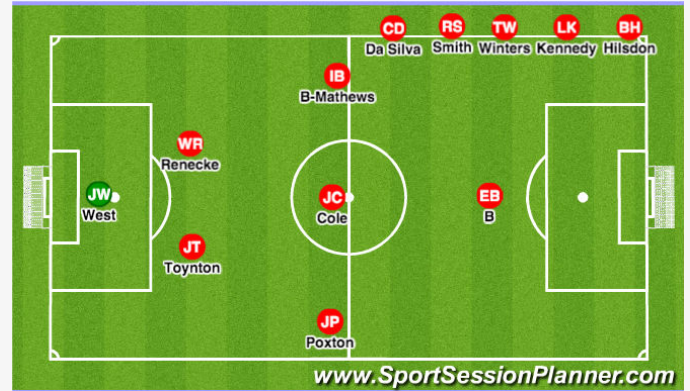 CD
Da Silva
RS
Smith
TW
Winters
LK
Kennedy
BH
Hilsdon
IB
B-Mathews
WR
Renecke
JW
West
JC
Cole
EB
B
JT
Toynton
JP
Poxton
www.SportSessionPlanner.com